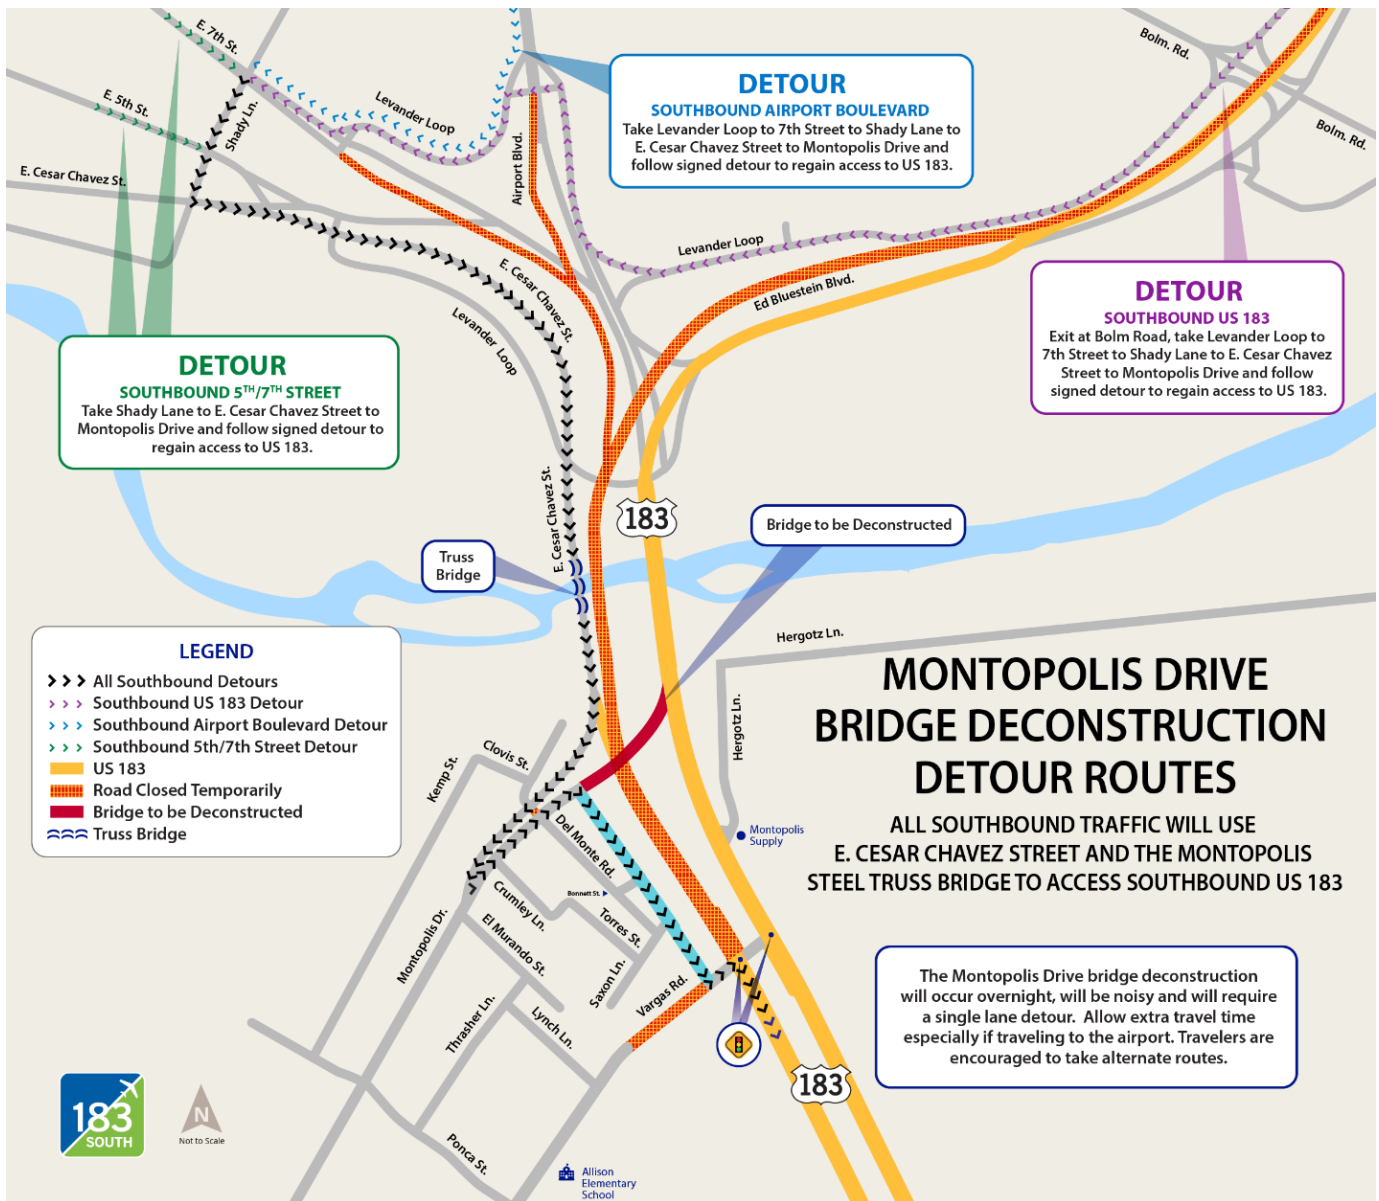 E. 7th St.
E. 5th St.
Shady Ln.
E. Cesar Chavez St.
Levander Loop
Airport Blvd.
DETOUR
SOUTHBOUND AIRPORT BOULEVARD
Take Levander Loop to 7th Street to Shady Lane to
E. Cesar Chavez Street to Montopolis Drive and
follow signed detour to regain access to US 183.
Bolm. Rd.
Bolm. Rd.
Levander Loop
Ed Bluestein Blvd.
E. Cesar Chavez St.
Levander Loop
DETOUR
SOUTHBOUND US 183
Exit at Bolm Road, take Levander Loop to
7th Street to Shady Lane to E. Cesar Chavez
Street to Montopolis Drive and follow
signed detour to regain access to US 183.
DETOUR
SOUTHBOUND 5TH/7TH STREET
Take Shady Lane to E. Cesar Chavez Street to
Montopolis Drive and follow signed detour to
regain access to US 183.
E. Cesar Chavez St.
183
Bridge to be Deconstructed
Truss
Bridge
LEGEND
All Southbound Detours
Southbound US 183 Detour
Southbound Airport Boulevard Detour
Southbound 5th/7th Street Detour
US 183
Road Closed Temporarily
Bridge to be Deconstructed
Truss Bridge
Hergotz Ln.
Hergotz Ln.
MONTOPOLIS DRIVE
BRIDGE DECONSTRUCTION
DETOUR ROUTES
ALL SOUTHBOUND TRAFFIC WILL USE
E. CESAR CHAVEZ STREET AND THE MONTOPOLIS
STEEL TRUSS BRIDGE TO ACCESS SOUTHBOUND US 183
Clovis St.
Kemp St.
Del Monte Rd.
Bonnett St.
Montopolis
Supply
Crumley Ln.
Torres St.
El Murando St.
Montopolis Dr.
Saxon Ln.
Vargas Rd.
Thrasher Ln.
Lynch Ln.
Ponca St.
The Montopolis Drive bridge deconstruction
will occur overnight, will be noisy and will require
a single lane detour. Allow extra travel time
especially if traveling to the airport. Travelers are
encouraged to take alternate routes.
183
183
SOUTH
N
Not to Scale
Allison
Elementary
School